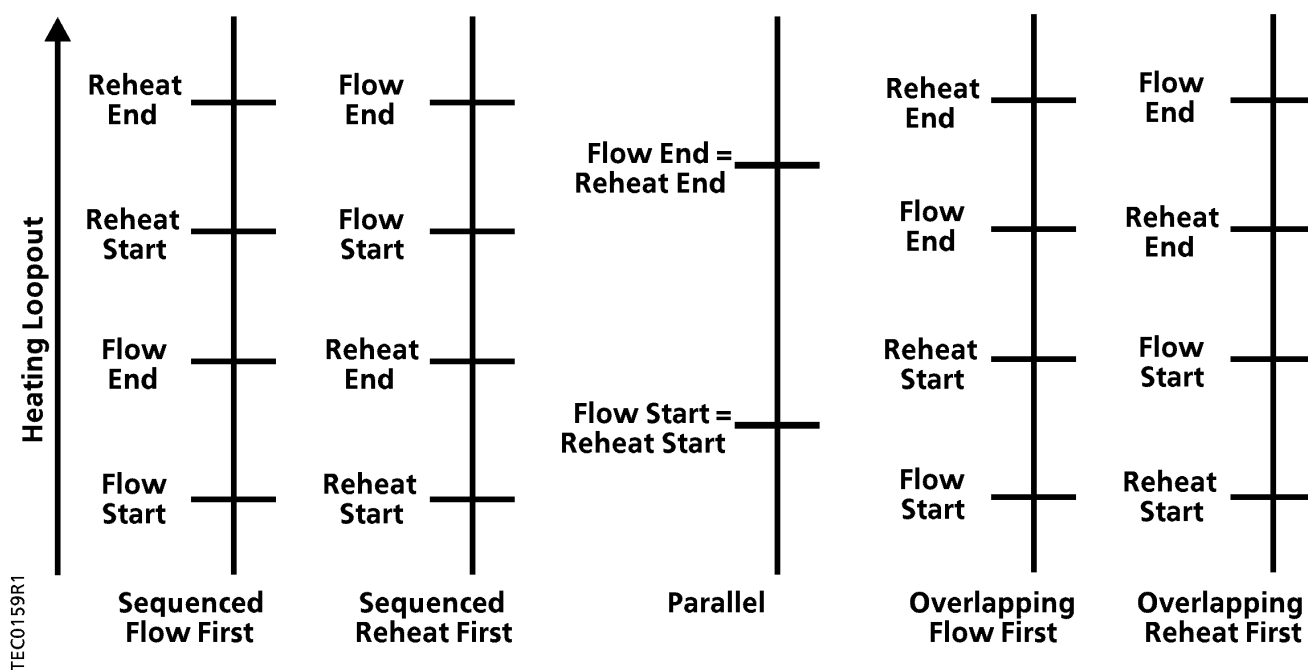 Heating Loopout
Reheat
End
Reheat
Start
Flow
End
Flow
Start
Sequenced
Flow First
Flow
End
Flow
Start
Reheat
End
Reheat
Start
Sequenced
Reheat First
Flow End =
Reheat End
Flow Start =
Reheat Start
Parallel
Reheat
End
Flow
End
Reheat
Start
Flow
Start
Overlapping
Flow First
Flow
End
Reheat
End
Flow
Start
Reheat
Start
Overlapping
Reheat First
TEC0159R1